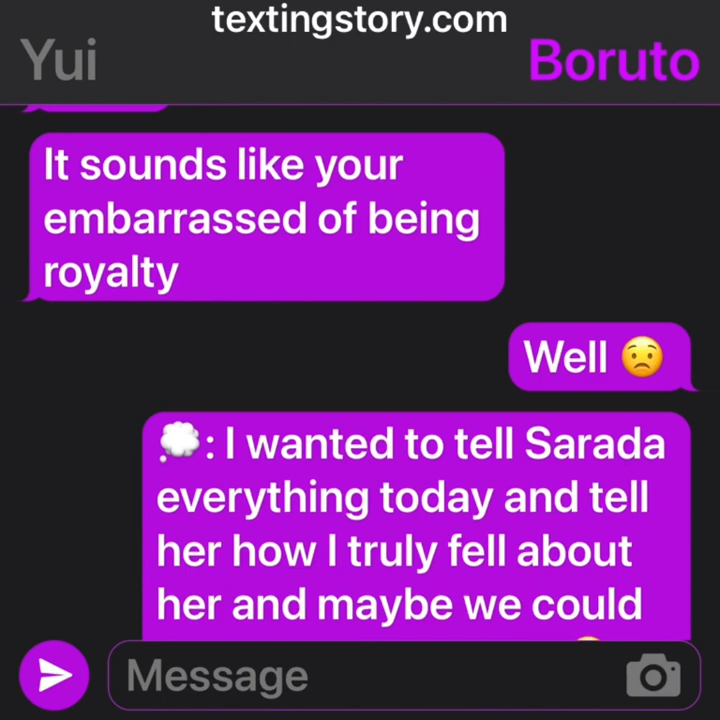 textingstory.com
Yui
Boruto
It sounds like your
embarrassed of being
royalty
Well 😟
💭: I wanted to tell Sarada
everything today and tell
her how I truly fell about
her and maybe we could
Message